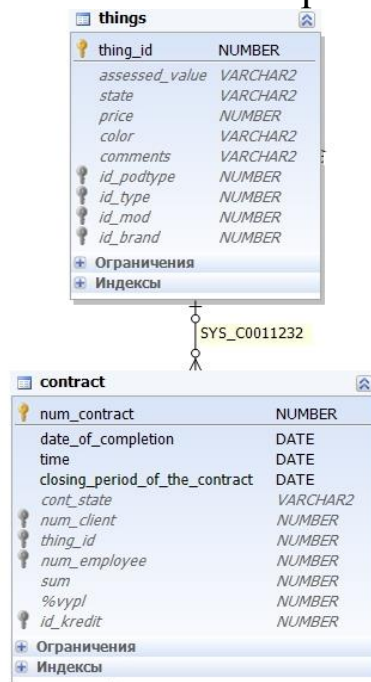 things
thing_id NUMBER
assessed_value VARCHAR2
state VARCHAR2
price NUMBER
color VARCHAR2
comments VARCHAR2
id_podtype NUMBER
id_type NUMBER
id_mod NUMBER
id_brand NUMBER
Ограничения
Индексы
SYS_C0011232
contract
num_contract NUMBER
date_of_completion DATE
time DATE
closing_period_of_the_contract DATE
cont_state VARCHAR2
num_client NUMBER
thing_id NUMBER
num_employee NUMBER
sum NUMBER
%vypl NUMBER
id_kredit NUMBER
Ограничения
Индексы